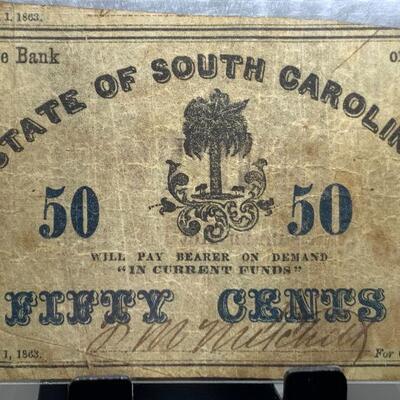 1, 1863.
e Bank
o
STATE OF SOUTH CAROLIN
50 50
WILL PAY BEARER ON DEMAND
"IN CURRENT FUNDS"
FIFTY CENTS
1, 1863.
For